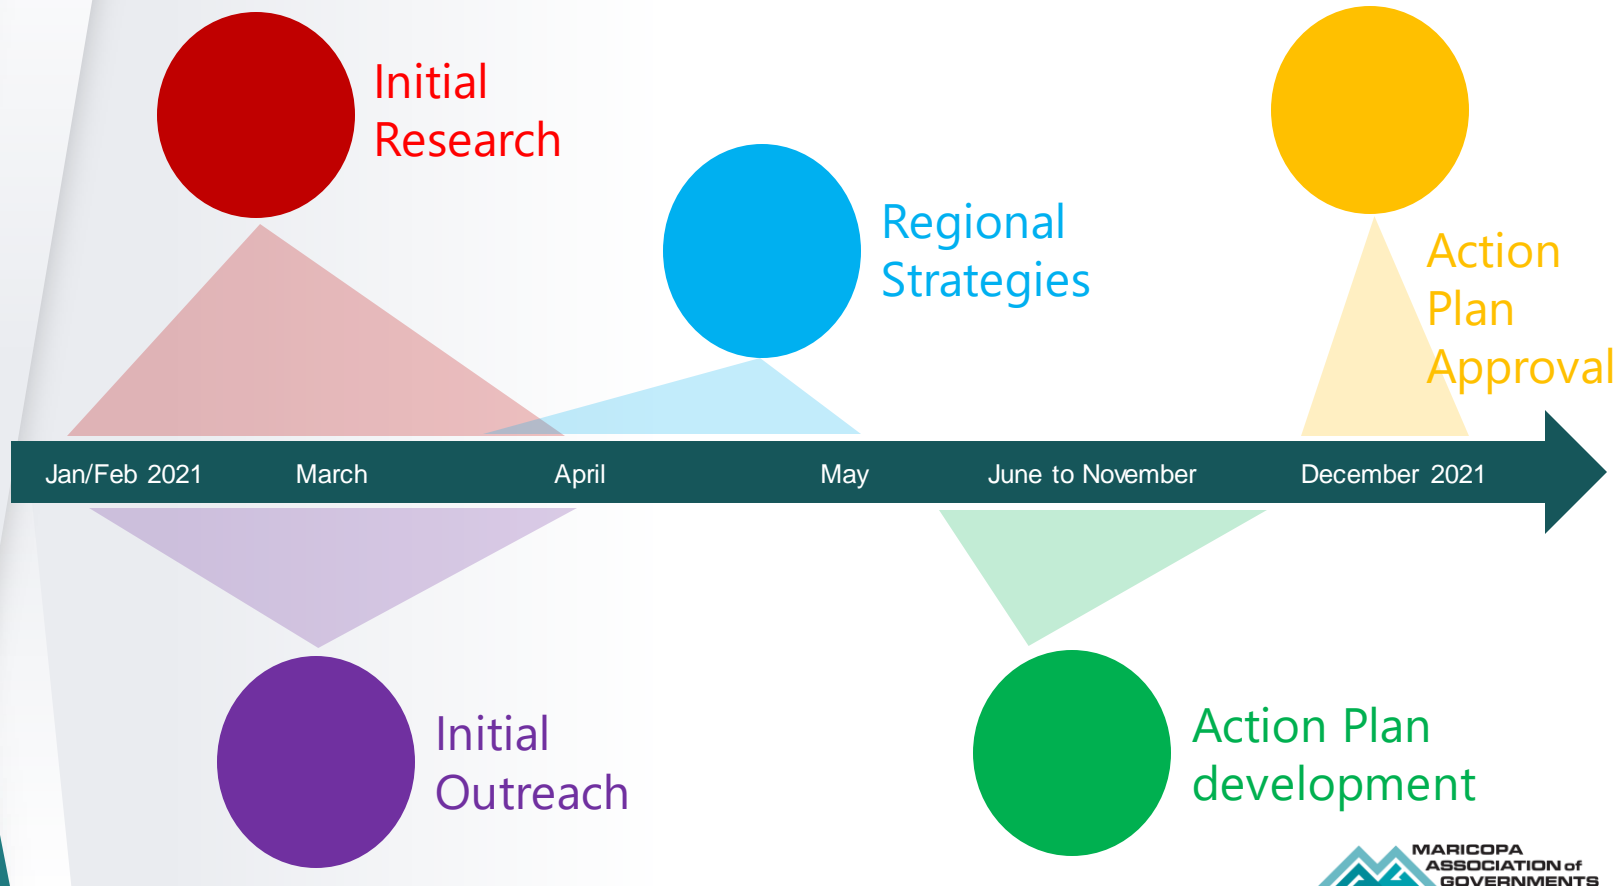 Initial
Research
Regional
Strategies
Action
Plan
Approval
Jan/Feb 2021 March April May June to November December 2021
Initial
Outreach
Action Plan
development
MARICOPA
ASSOCIATION of
GOVERNMENTS